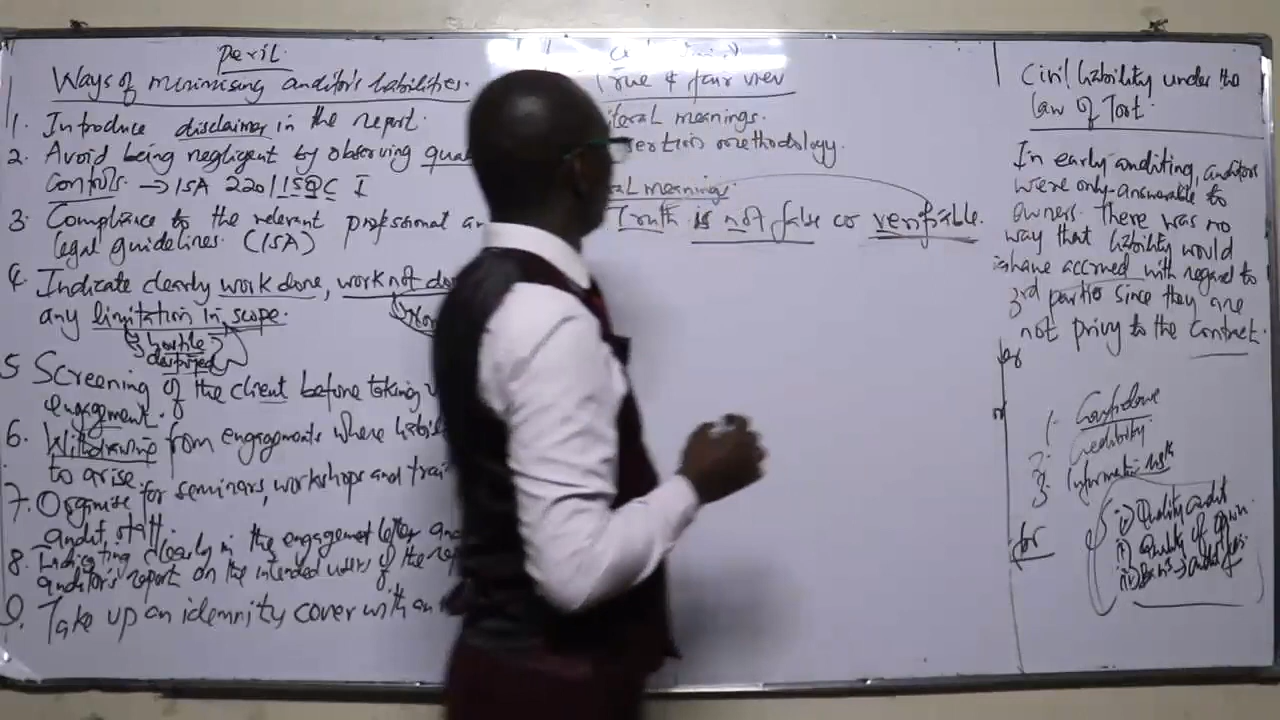 Peril
Ways of minimising auditor's liabilities.
1. Introduce disclaimer in the report.
2. Avoid being negligent by observing qua
controls. → ISA 220/ISQC I
3. Compliance to the relevant professional an
legal guidelines. (ISA)
4. Indicate clearly work done, work not do
any limitation in scope.
hostile
5 Screening of the client before taking
engagement.
6. Withdrawing from engagements where
to arise.
7. Organise for seminars, workshops and trai
audit staff.
8. Indicating clearly in the engagement letter and
auditor's report on the intended users of the rep
9. Take up an idemnity cover with an
True & fair view
iteral meanings.
sertion methodology.
al meanings.
Truth is not false or verifiable.
Civil liability under the
law of Tort.
In early auditing, auditors
were only answerable to
owners. There was no
way that liability would
have accrued with regard to
3rd parties since they are
not privy to the contract.
1. Confidence
2. Credibility
3. Information risk
i) Quality audit
ii) Quality of